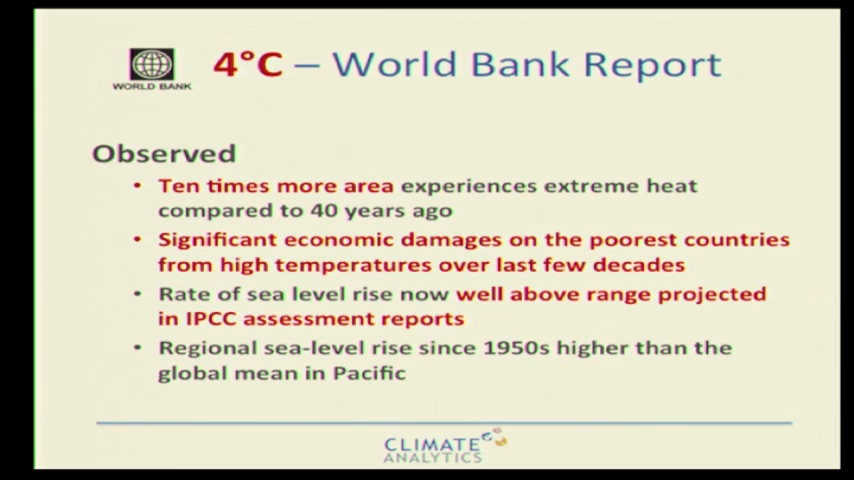 4°C – World Bank Report
WORLD BANK
Observed
• Ten times more area experiences extreme heat
compared to 40 years ago
• Significant economic damages on the poorest countries
from high temperatures over last few decades
• Rate of sea level rise now well above range projected
in IPCC assessment reports
• Regional sea-level rise since 1950s higher than the
global mean in Pacific
CLIMATE
ANALYTICS